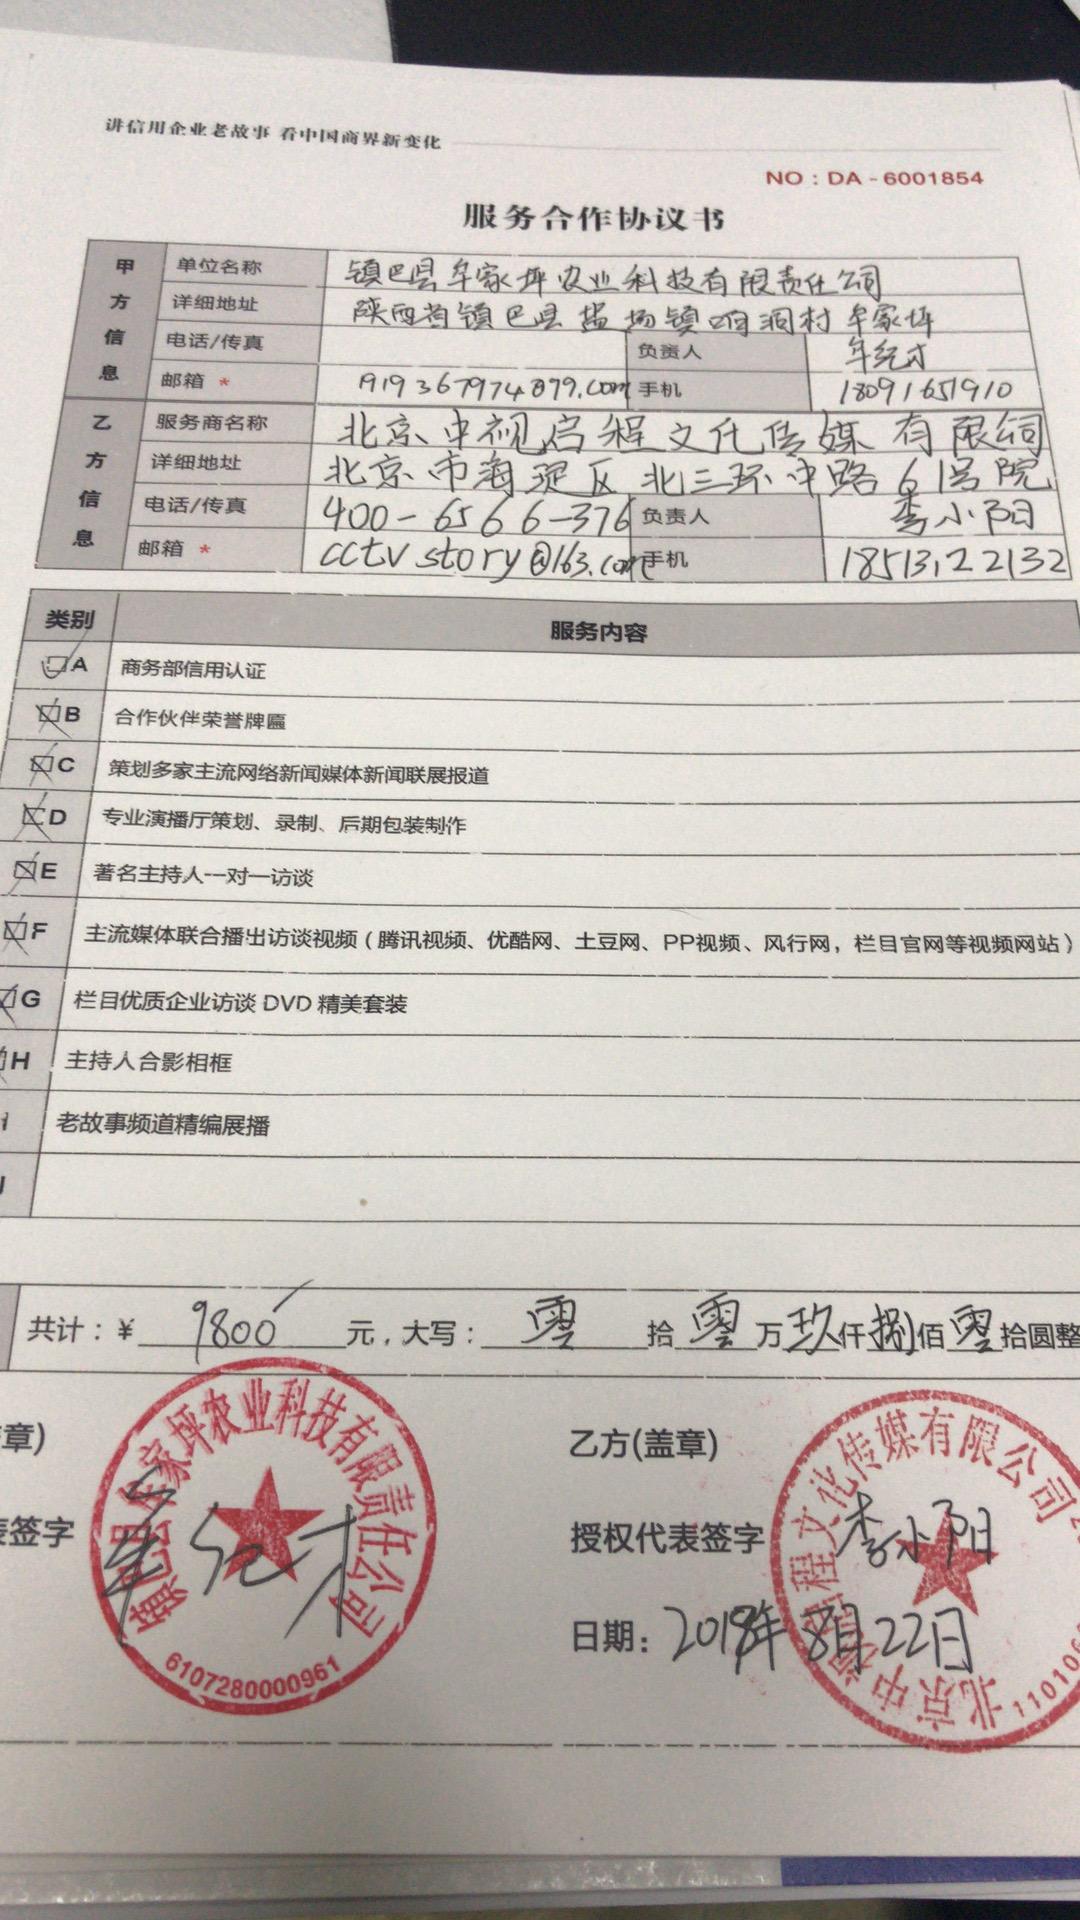 讲信用企业老故事 看中国商界新变化
NO：DA-6001854
服务合作协议书
甲方信息
单位名称 镇巴县牟家坪农业科技有限责任公司
详细地址 陕西省镇巴县盐场镇响洞村牟家坪
电话/传真 负责人 牟纪才
邮箱 * 919367974@79.com 手机 18091651910
乙方信息
服务商名称 北京中视启程文化传媒有限公司
详细地址 北京市海淀区北三环中路61号院
电话/传真 400-6566-376 负责人 李小阳
邮箱 * cctvstory@163.com 手机 18513122132
类别 服务内容
A 商务部信用认证
B 合作伙伴荣誉牌匾
C 策划多家主流网络新闻媒体新闻联展报道
D 专业演播厅策划、录制、后期包装制作
E 著名主持人一对一访谈
F 主流媒体联合播出访谈视频（腾讯视频、优酷网、土豆网、PP视频、风行网，栏目官网等视频网站）
G 栏目优质企业访谈 DVD 精美套装
H 主持人合影相框
I 老故事频道精编展播
J
共计：¥ 9800 元，大写： 零 拾 零 万 玖 仟 捌 佰 零 拾圆整
章) 乙方(盖章)
签字 牟纪才 授权代表签字 李小阳
日期：2018年8月22日
镇巴县牟家坪农业科技有限责任公司
6107280000961
北京中视启程文化传媒有限公司
110106